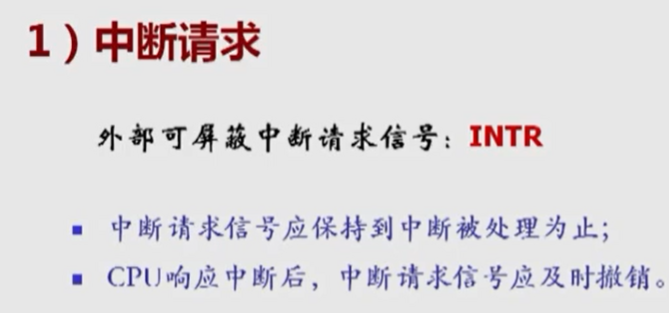 1）中断请求
外部可屏蔽中断请求信号：INTR
▪ 中断请求信号应保持到中断被处理为止；
▪ CPU响应中断后，中断请求信号应及时撤销。